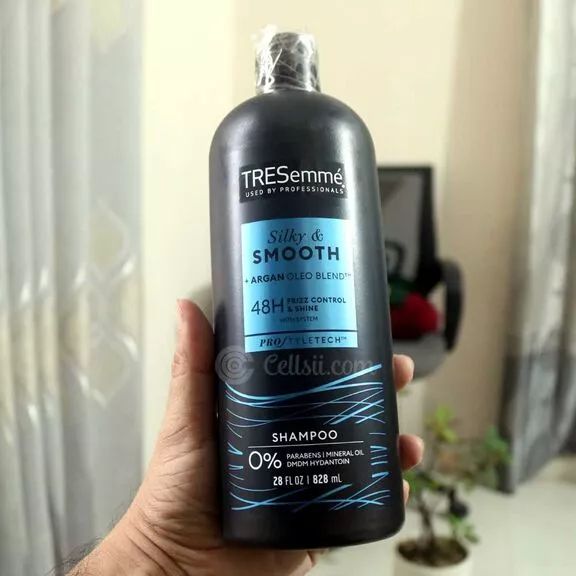 TRESemmé
USED BY PROFESSIONALS
Silky &
SMOOTH
+ ARGAN OLEO BLEND™
48H FRIZZ CONTROL
& SHINE
WITH SYSTEM
PRO/TYLETECH™
Cellsii.com
SHAMPOO
0% PARABENS | MINERAL OIL
DMDM HYDANTOIN
28 FL OZ | 828 mL